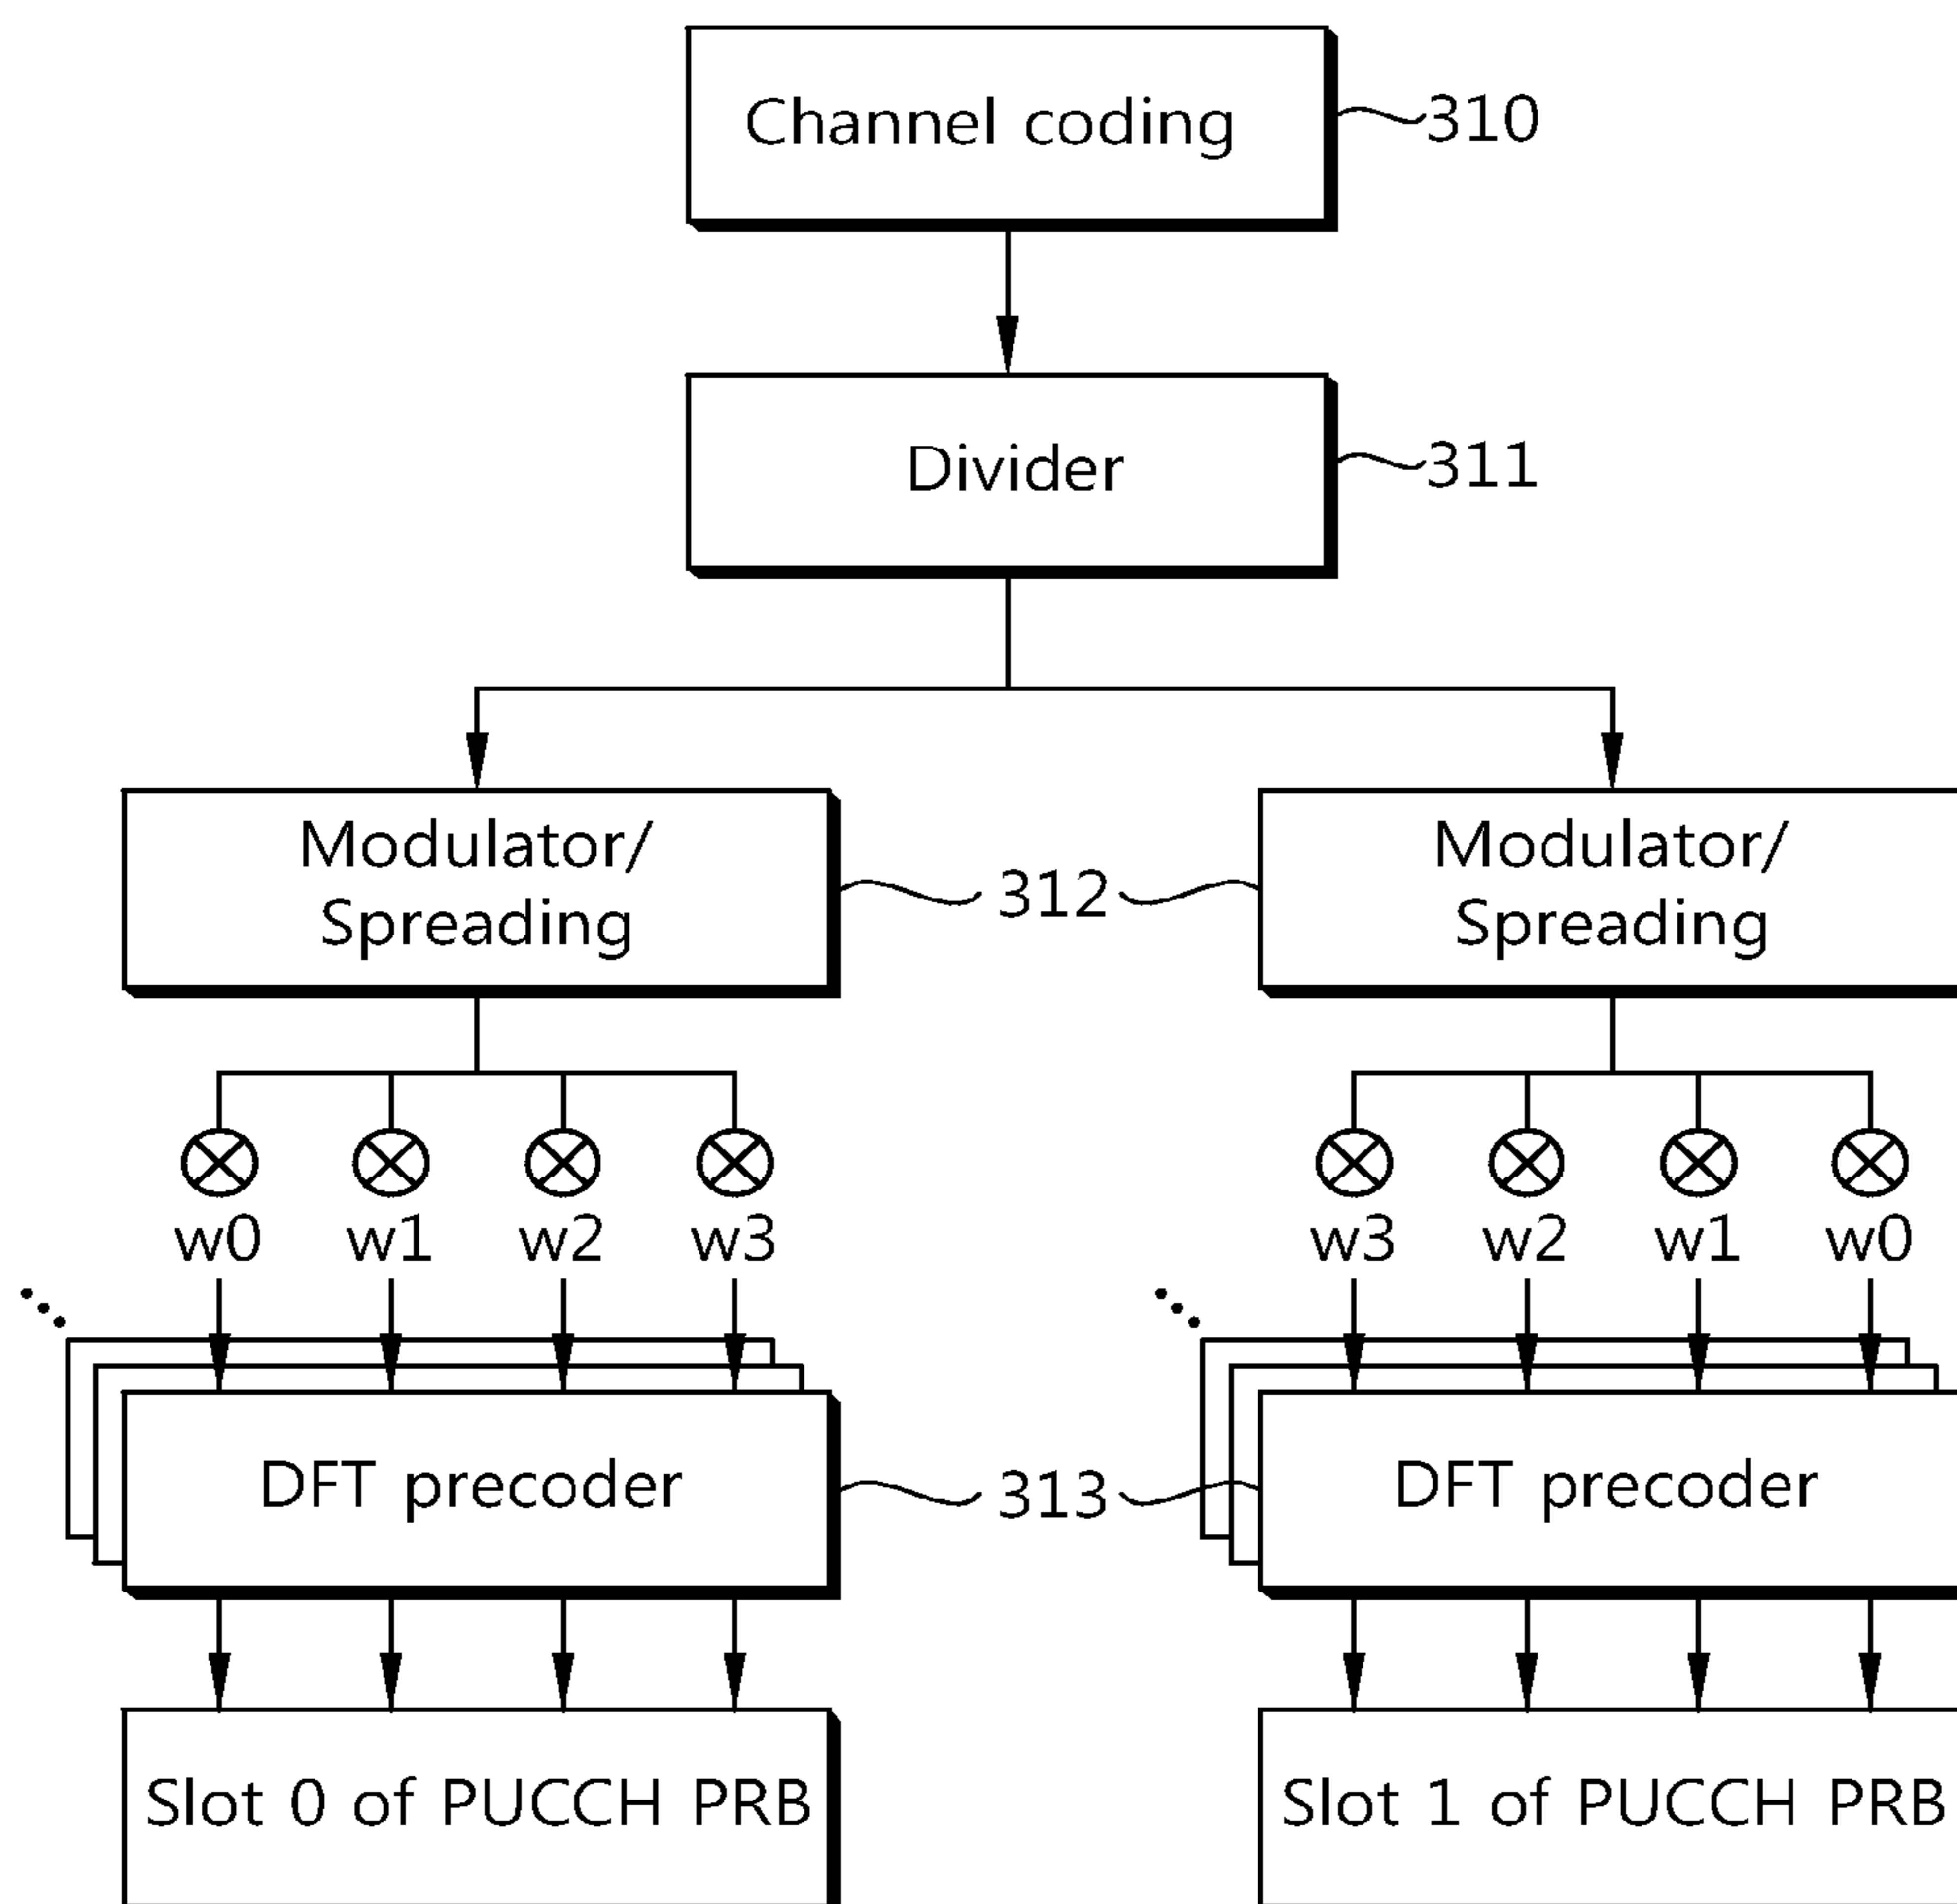 Channel coding
310
Divider
311
Modulator/
Spreading
312
Modulator/
Spreading
w0 w1 w2 w3
w3 w2 w1 w0
DFT precoder
313
DFT precoder
Slot 0 of PUCCH PRB
Slot 1 of PUCCH PRB